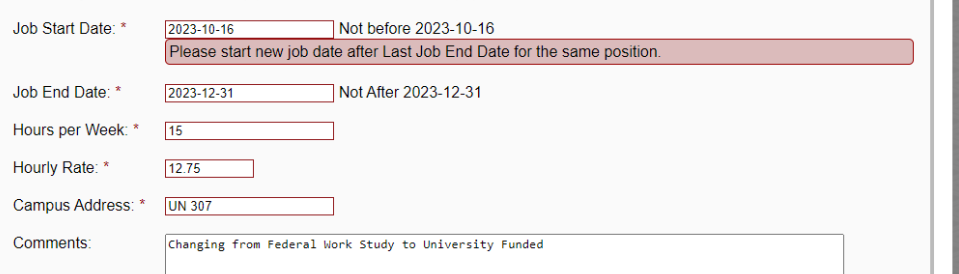 Job Start Date: * 2023-10-16 Not before 2023-10-16
Please start new job date after Last Job End Date for the same position.
Job End Date: * 2023-12-31 Not After 2023-12-31
Hours per Week: * 15
Hourly Rate: * 12.75
Campus Address: * UN 307
Comments: Changing from Federal Work Study to University Funded